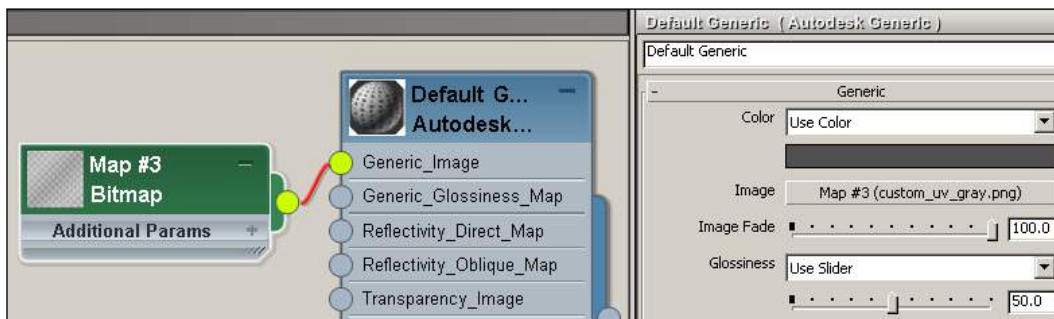 Map #3
Bitmap
Additional Params
Default G...
Autodesk...
Generic_Image
Generic_Glossiness_Map
Reflectivity_Direct_Map
Reflectivity_Oblique_Map
Transparency_Image
Default Generic ( Autodesk Generic )
Default Generic
Generic
Color Use Color
Image Map #3 (custom_uv_gray.png)
Image Fade 100.0
Glossiness Use Slider
50.0